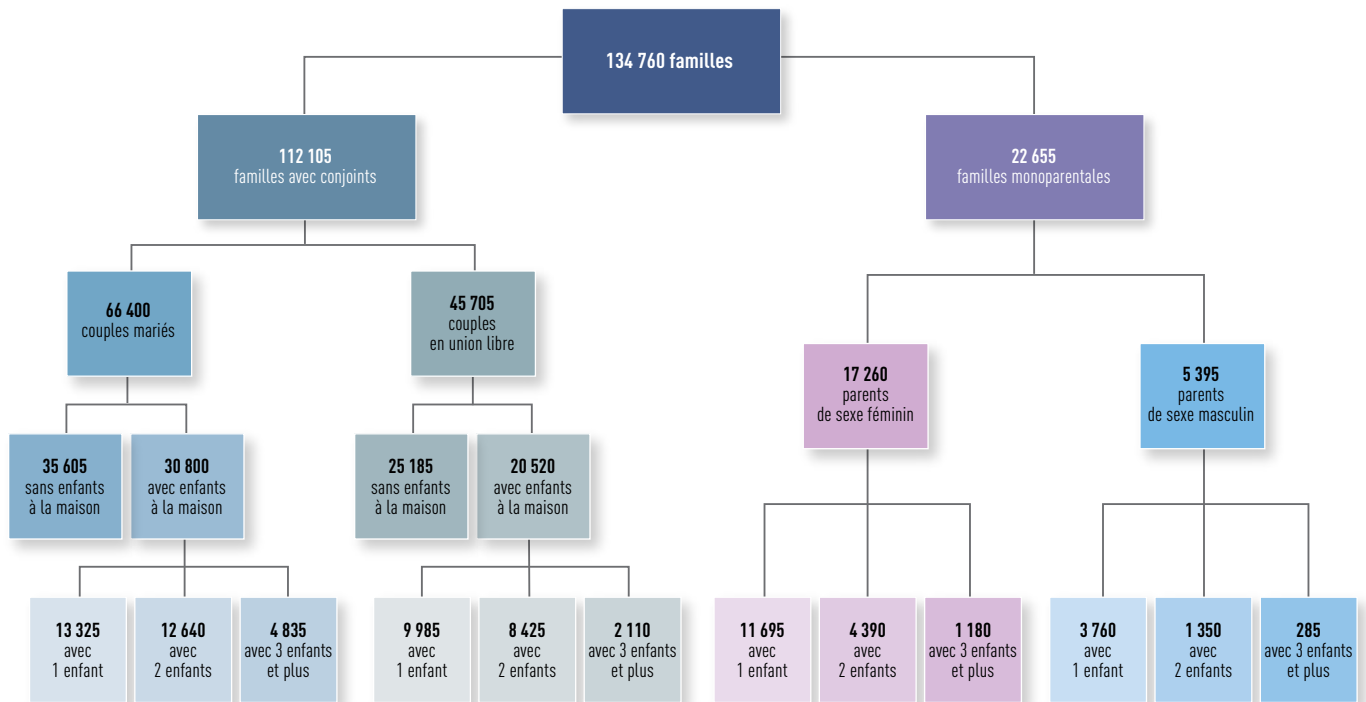 134 760 familles
112 105
familles avec conjoints
22 655
familles monoparentales
66 400
couples mariés
45 705
couples
en union libre
17 260
parents
de sexe féminin
5 395
parents
de sexe masculin
35 605
sans enfants
à la maison
30 800
avec enfants
à la maison
25 185
sans enfants
à la maison
20 520
avec enfants
à la maison
13 325
avec
1 enfant
12 640
avec
2 enfants
4 835
avec 3 enfants
et plus
9 985
avec
1 enfant
8 425
avec
2 enfants
2 110
avec 3 enfants
et plus
11 695
avec
1 enfant
4 390
avec
2 enfants
1 180
avec 3 enfants
et plus
3 760
avec
1 enfant
1 350
avec
2 enfants
285
avec 3 enfants
et plus